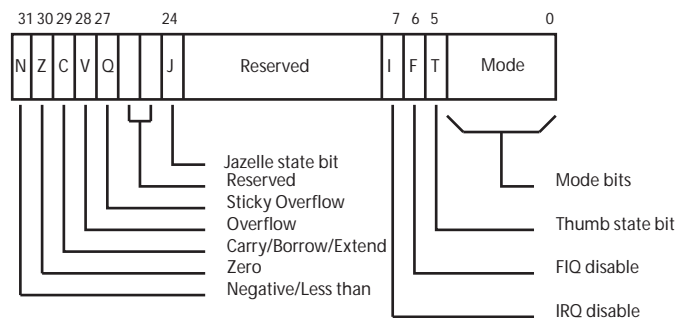 31 30 29 28 27 24 7 6 5 0
N Z C V Q J Reserved I F T Mode
Jazelle state bit
Reserved
Mode bits
Sticky Overflow
Overflow
Thumb state bit
Carry/Borrow/Extend
Zero
FIQ disable
Negative/Less than
IRQ disable